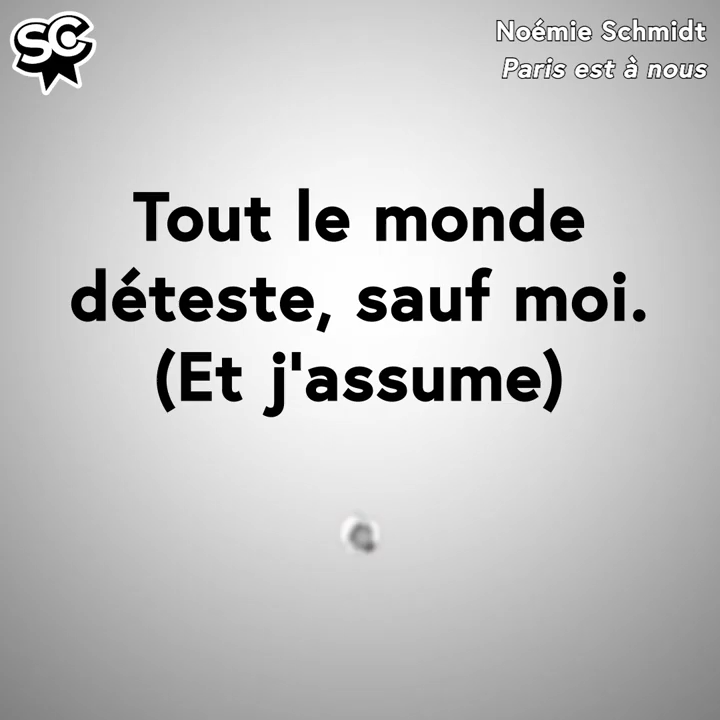 SC
Noémie Schmidt
Paris est à nous
Tout le monde
déteste, sauf moi.
(Et j'assume)